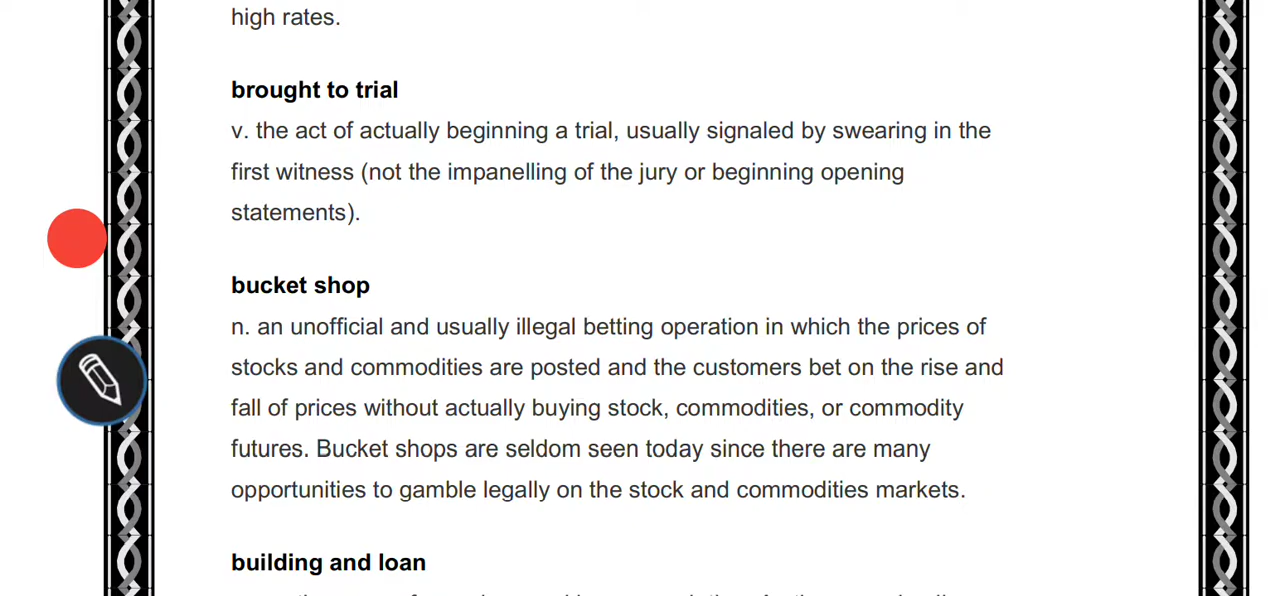 high rates.
brought to trial
v. the act of actually beginning a trial, usually signaled by swearing in the
first witness (not the impanelling of the jury or beginning opening
statements).
bucket shop
n. an unofficial and usually illegal betting operation in which the prices of
stocks and commodities are posted and the customers bet on the rise and
fall of prices without actually buying stock, commodities, or commodity
futures. Bucket shops are seldom seen today since there are many
opportunities to gamble legally on the stock and commodities markets.
building and loan